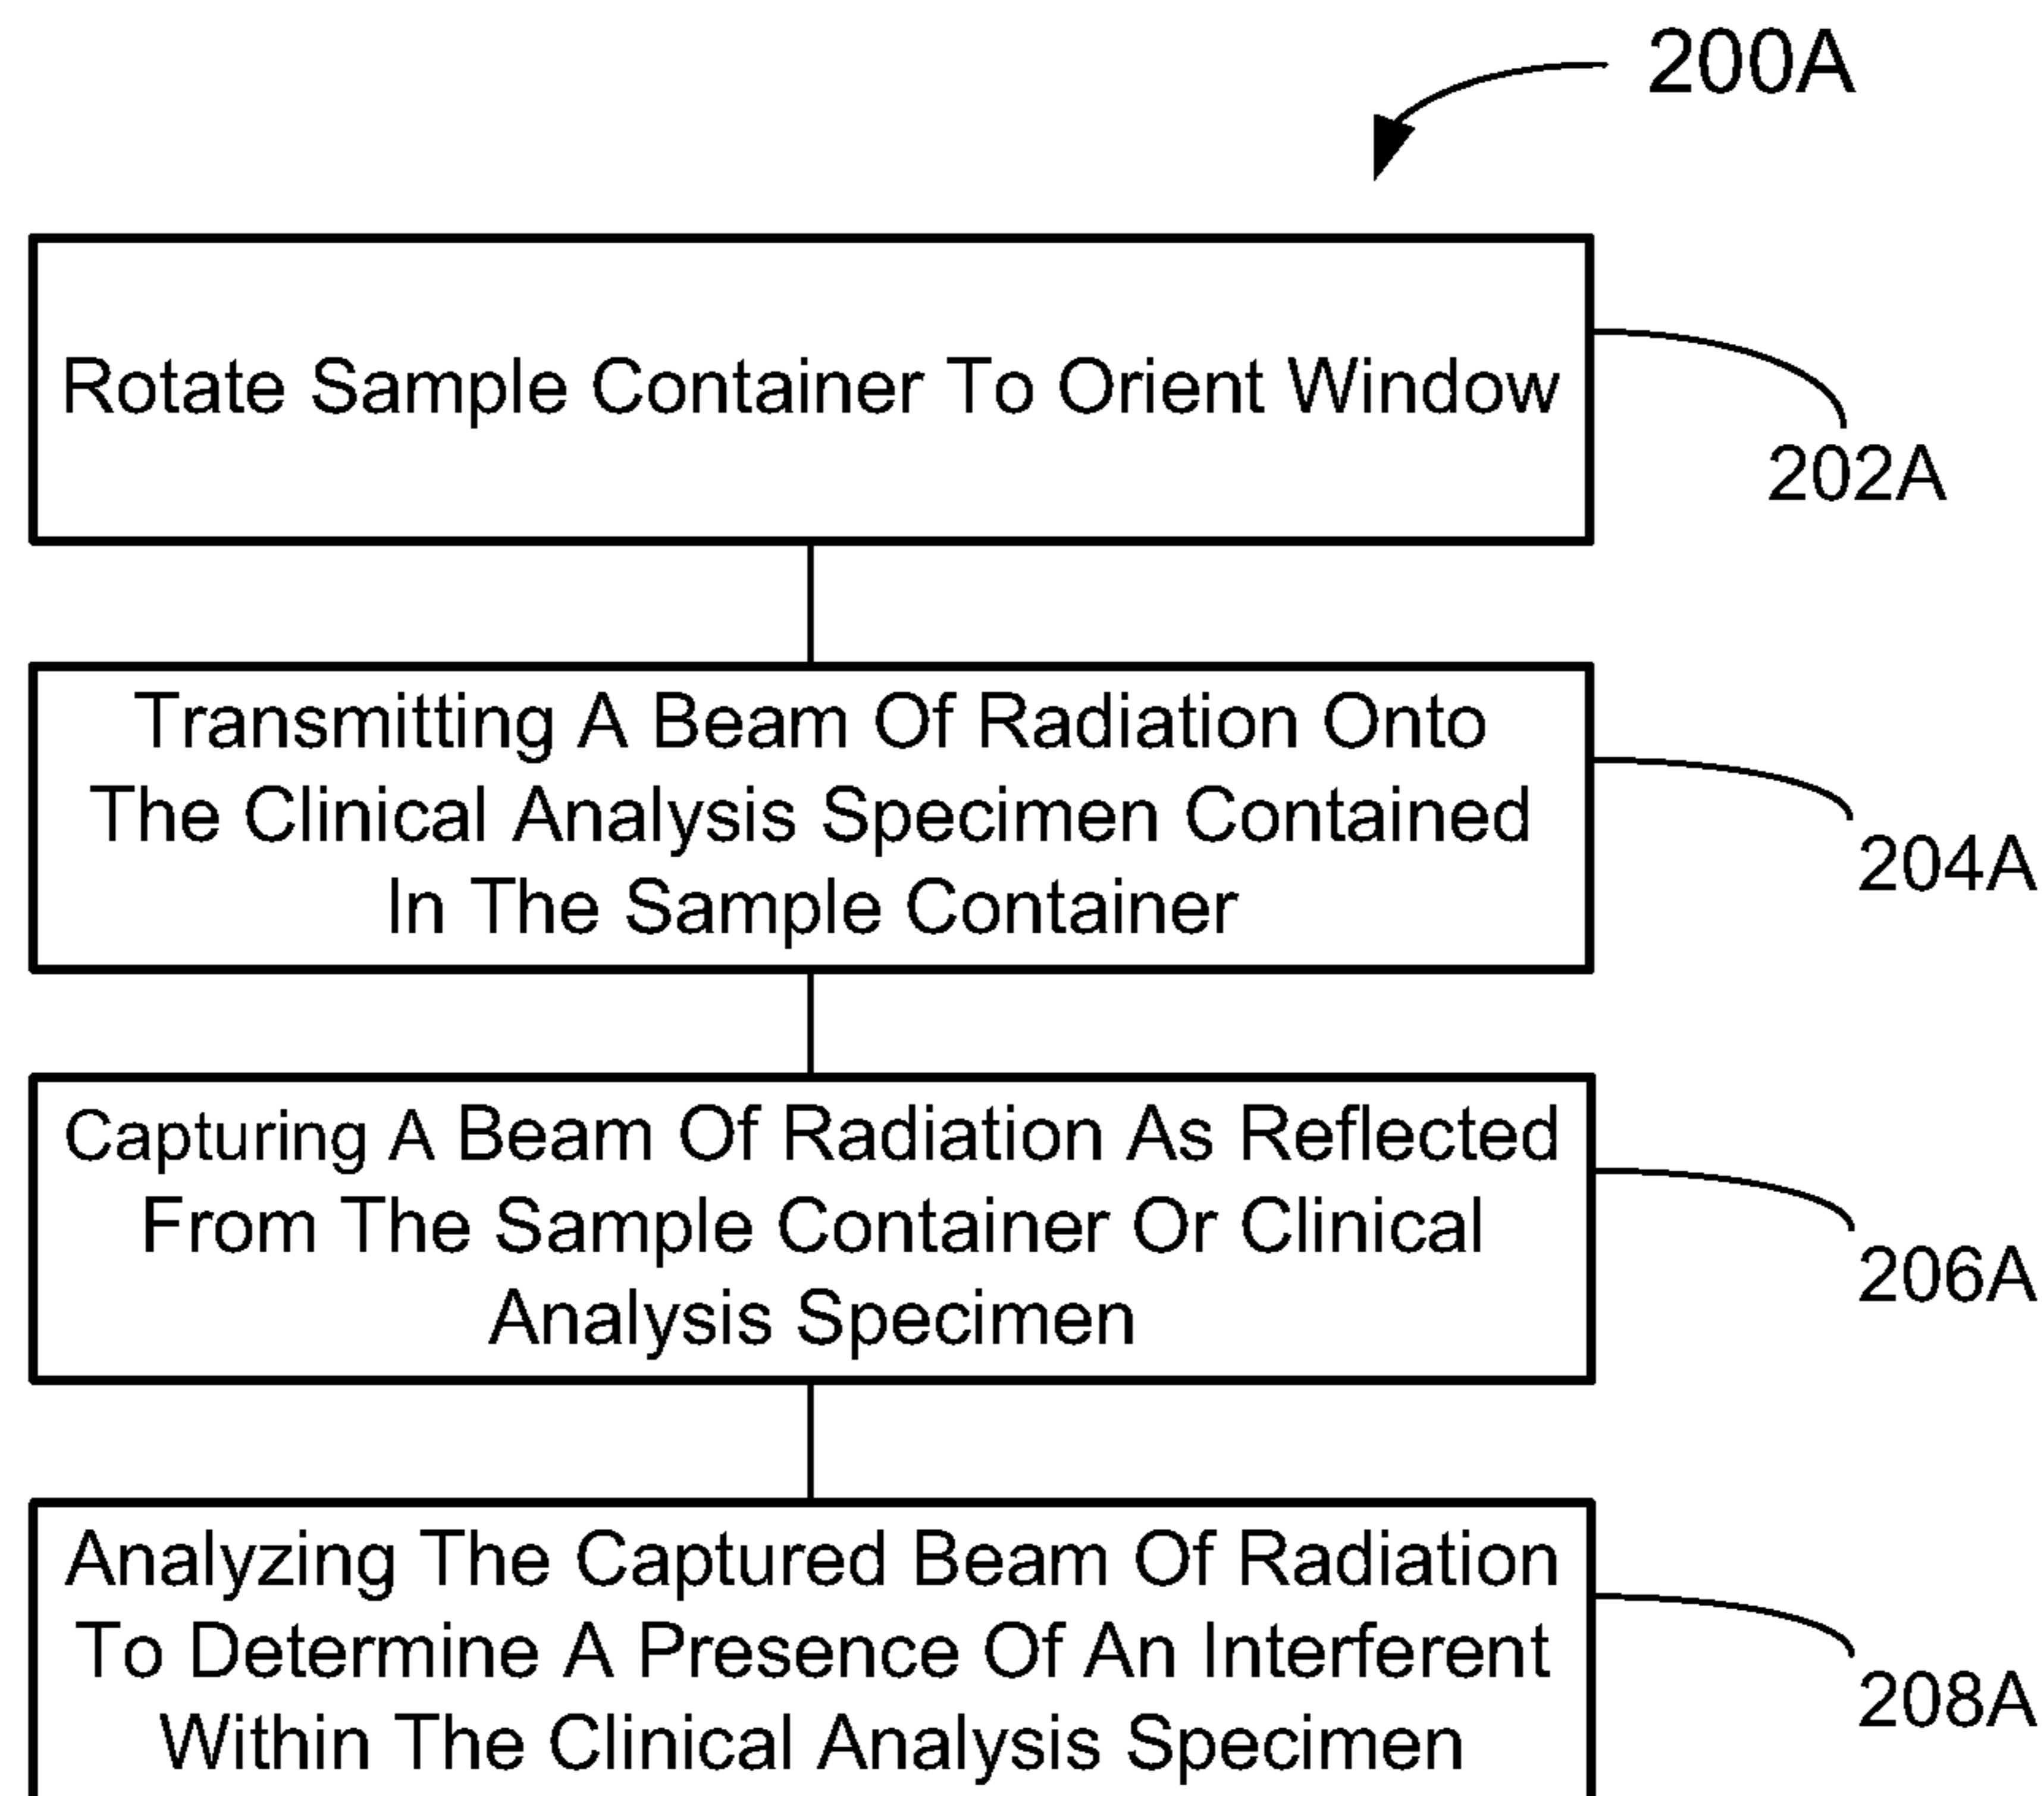 200A
Rotate Sample Container To Orient Window
202A
Transmitting A Beam Of Radiation Onto
The Clinical Analysis Specimen Contained
In The Sample Container
204A
Capturing A Beam Of Radiation As Reflected
From The Sample Container Or Clinical
Analysis Specimen
206A
Analyzing The Captured Beam Of Radiation
To Determine A Presence Of An Interferent
Within The Clinical Analysis Specimen
208A